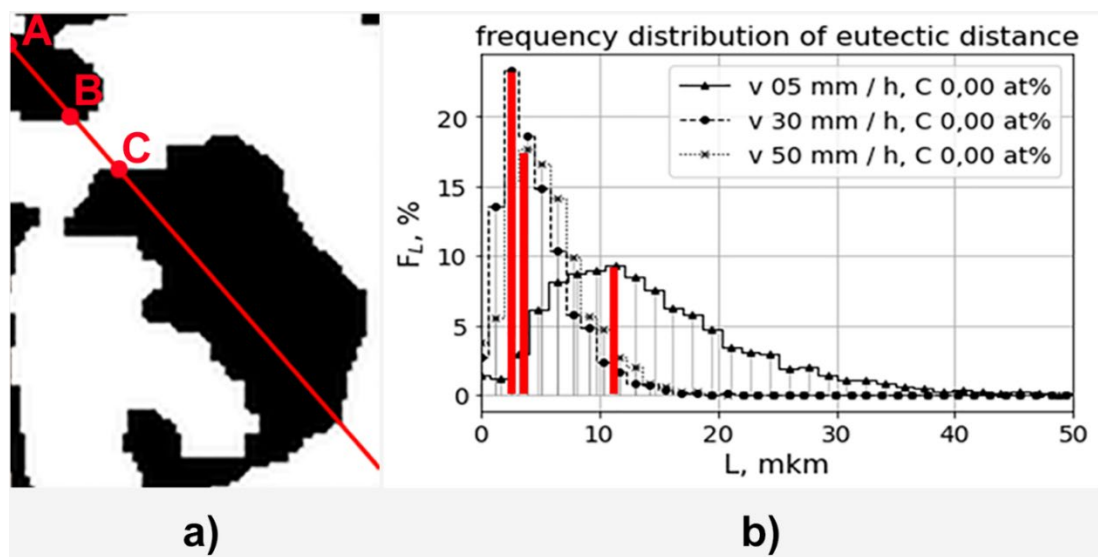 A
B
C
a)
frequency distribution of eutectic distance
v 05 mm / h, C 0,00 at%
v 30 mm / h, C 0,00 at%
v 50 mm / h, C 0,00 at%
F_L, %
20
15
10
5
0
0 10 20 30 40 50
L, mkm
b)